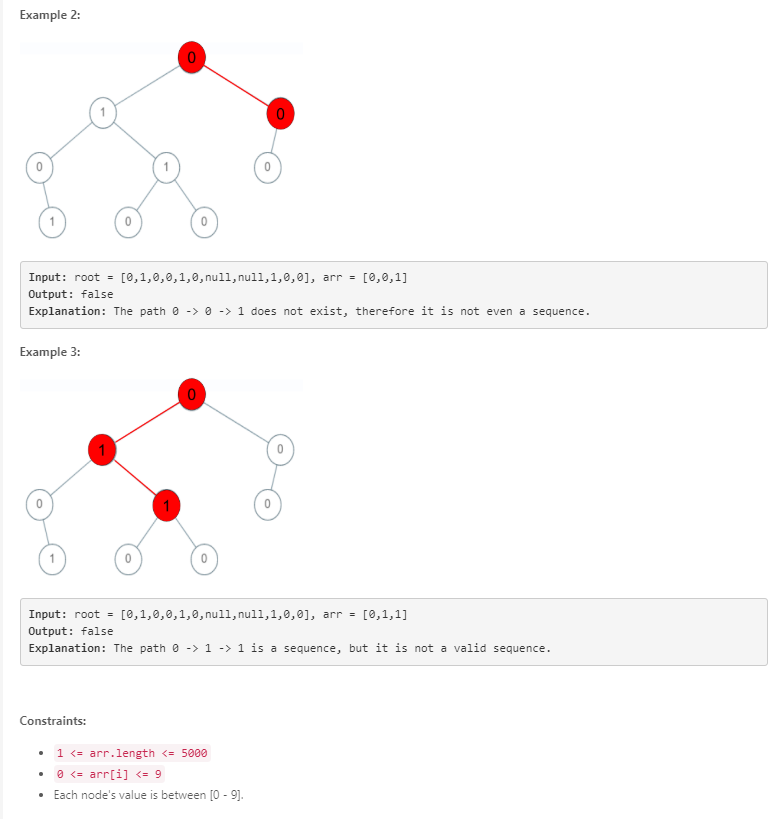 Example 2:
0
1
0
0
1
0
1
0
0
Input: root = [0,1,0,0,1,0,null,null,1,0,0], arr = [0,0,1]
Output: false
Explanation: The path 0 -> 0 -> 1 does not exist, therefore it is not even a sequence.
Example 3:
0
1
0
0
1
0
1
0
0
Input: root = [0,1,0,0,1,0,null,null,1,0,0], arr = [0,1,1]
Output: false
Explanation: The path 0 -> 1 -> 1 is a sequence, but it is not a valid sequence.
Constraints:
• 1 <= arr.length <= 5000
• 0 <= arr[i] <= 9
• Each node's value is between [0 - 9].